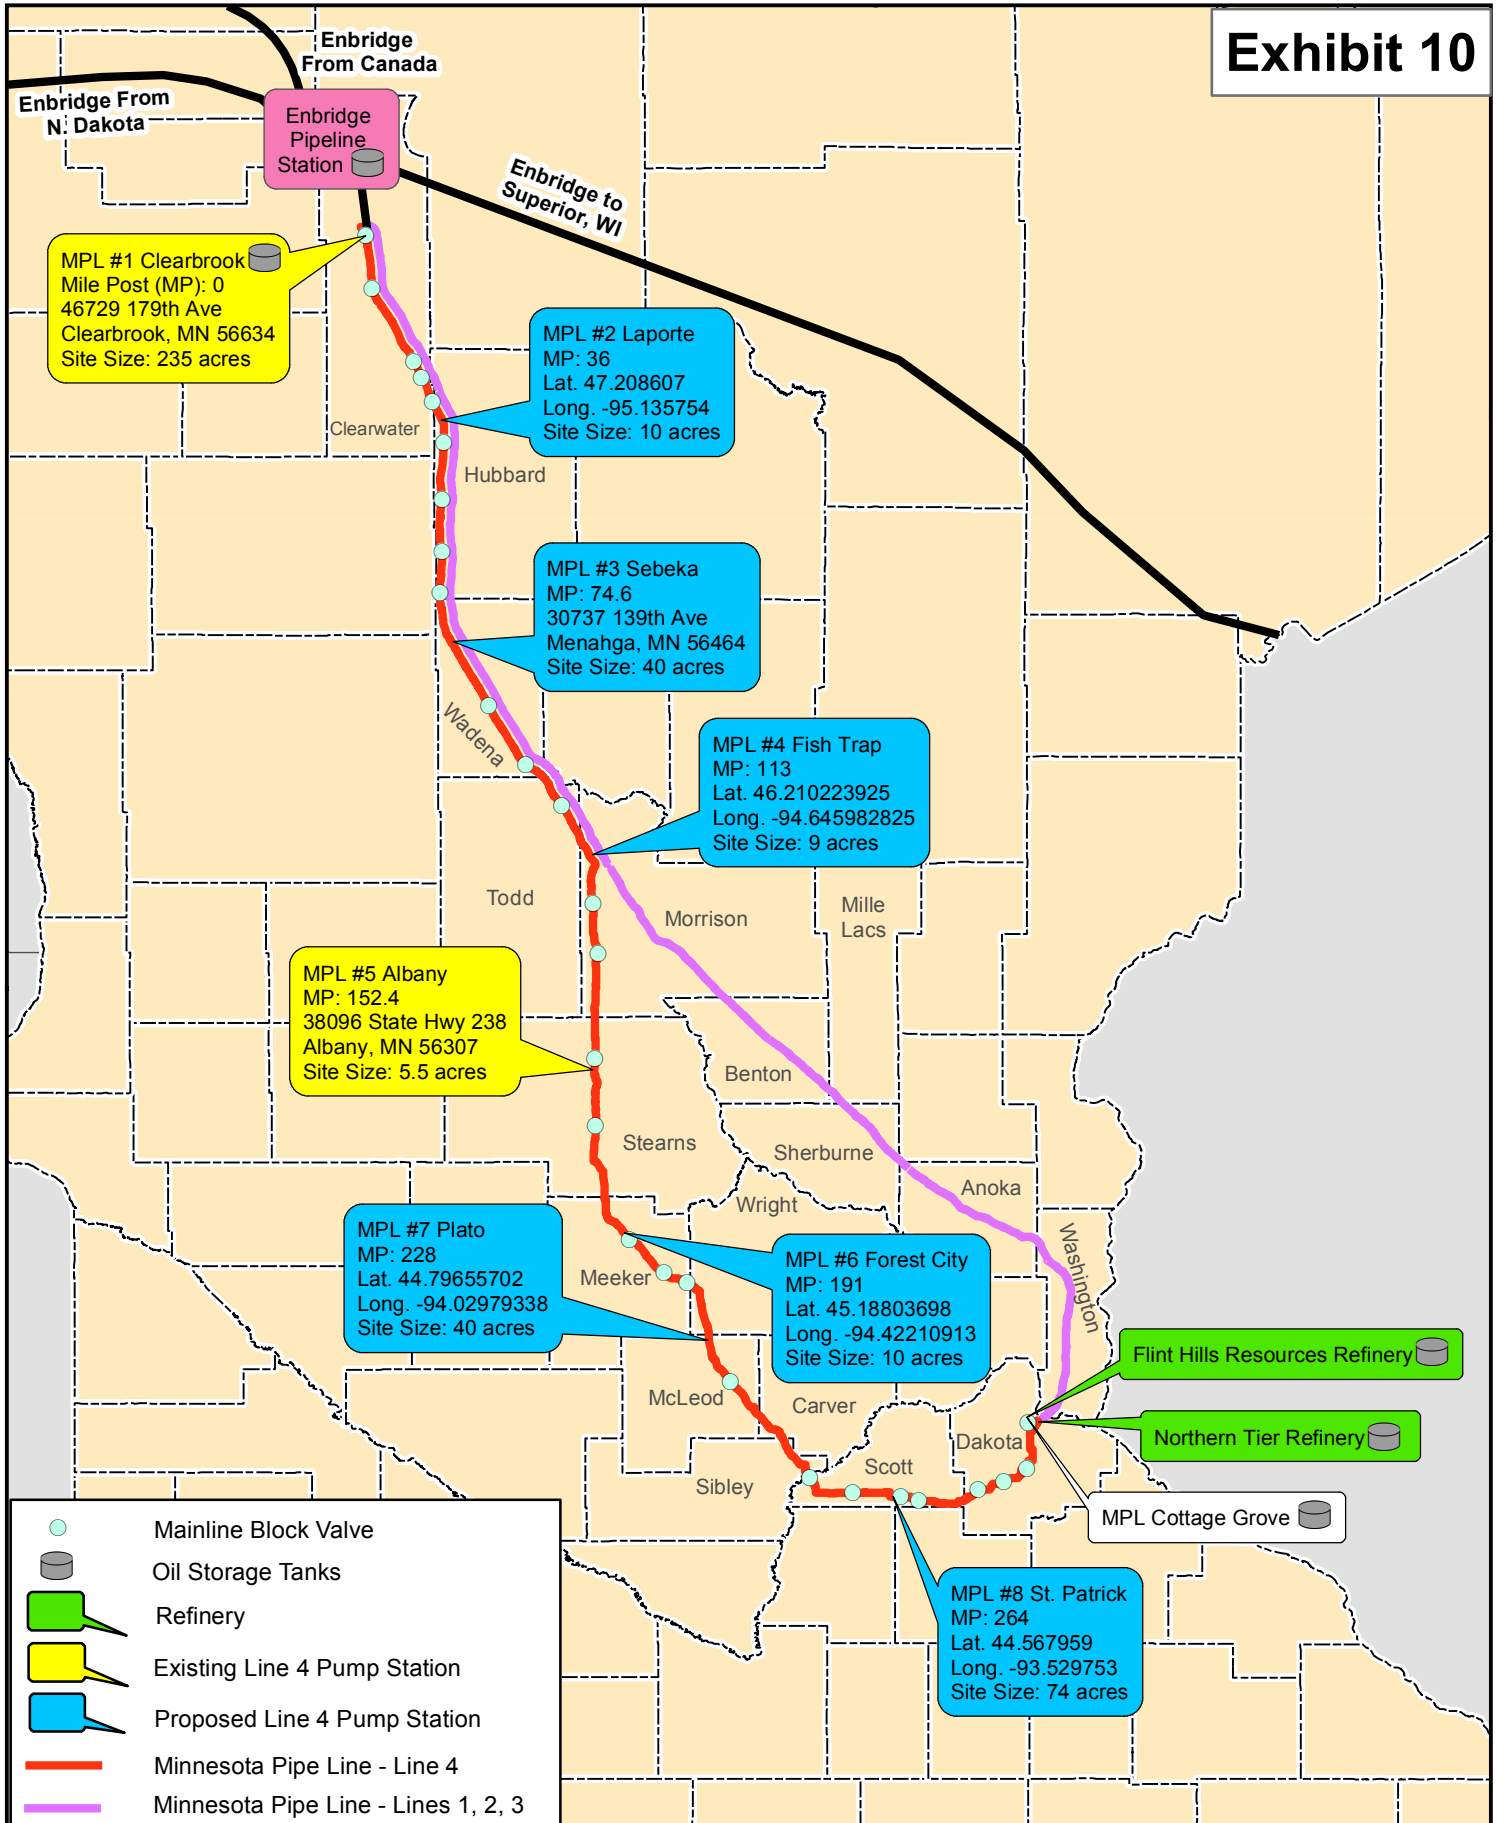 Exhibit 10
Enbridge
From Canada
Enbridge From
N. Dakota
Enbridge
Pipeline
Station
Enbridge to
Superior, WI
MPL #1 Clearbrook
Mile Post (MP): 0
46729 179th Ave
Clearbrook, MN 56634
Site Size: 235 acres
MPL #2 Laporte
MP: 36
Lat. 47.208607
Long. -95.135754
Site Size: 10 acres
Clearwater
Hubbard
MPL #3 Sebeka
MP: 74.6
30737 139th Ave
Menahga, MN 56464
Site Size: 40 acres
Wadena
MPL #4 Fish Trap
MP: 113
Lat. 46.210223925
Long. -94.645982825
Site Size: 9 acres
Todd
Morrison
Mille
Lacs
MPL #5 Albany
MP: 152.4
38096 State Hwy 238
Albany, MN 56307
Site Size: 5.5 acres
Benton
Stearns
Sherburne
Anoka
Wright
Washington
MPL #7 Plato
MP: 228
Lat. 44.79655702
Long. -94.02979338
Site Size: 40 acres
Meeker
MPL #6 Forest City
MP: 191
Lat. 45.18803698
Long. -94.42210913
Site Size: 10 acres
Flint Hills Resources Refinery
McLeod
Carver
Northern Tier Refinery
Dakota
Scott
Sibley
MPL Cottage Grove
MPL #8 St. Patrick
MP: 264
Lat. 44.567959
Long. -93.529753
Site Size: 74 acres
Mainline Block Valve
Oil Storage Tanks
Refinery
Existing Line 4 Pump Station
Proposed Line 4 Pump Station
Minnesota Pipe Line - Line 4
Minnesota Pipe Line - Lines 1, 2, 3